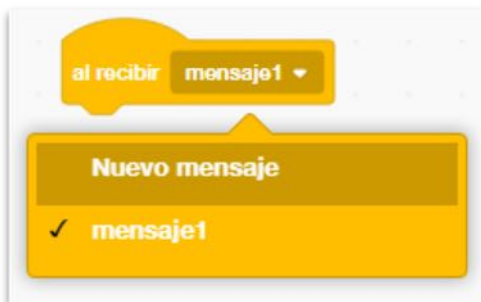 al recibir mensaje1
Nuevo mensaje
✓ mensaje1